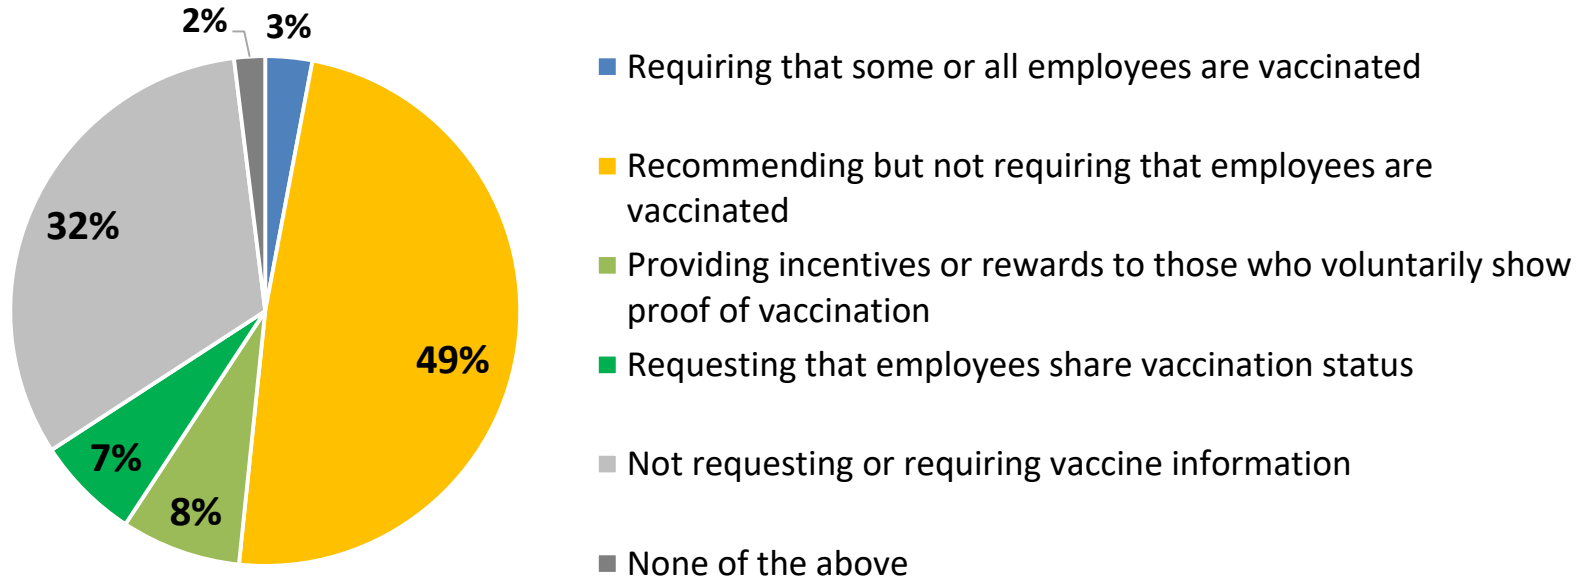 2%
3%
32%
49%
7%
8%
Requiring that some or all employees are vaccinated
Recommending but not requiring that employees are
vaccinated
Providing incentives or rewards to those who voluntarily show
proof of vaccination
Requesting that employees share vaccination status
Not requesting or requiring vaccine information
None of the above